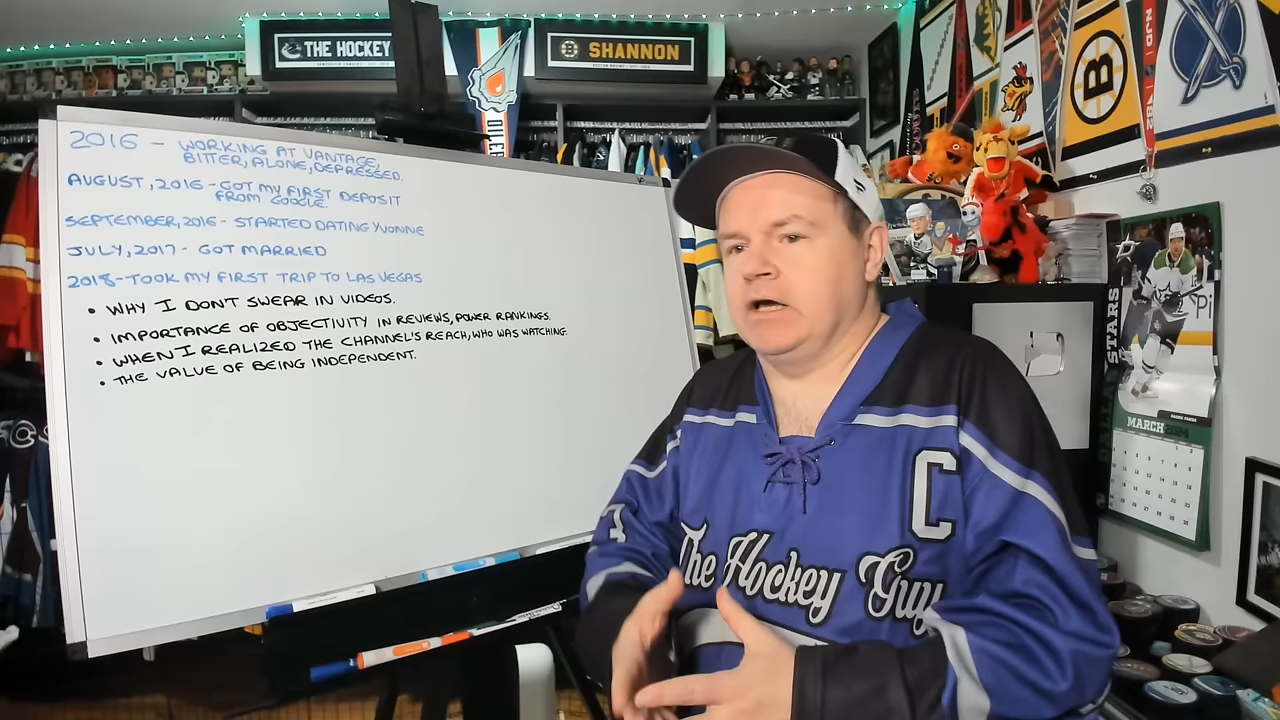 THE HOCKEY
SHANNON
OILER
2016 - WORKING AT VANTAGE,
BITTER, ALONE, DEPRESSED.
AUGUST, 2016 - GOT MY FIRST DEPOSIT
FROM GOOGLE.
SEPTEMBER, 2016 - STARTED DATING YVONNE
JULY, 2017 - GOT MARRIED
2018 - TOOK MY FIRST TRIP TO LAS VEGAS
• WHY I DON'T SWEAR IN VIDEOS.
• IMPORTANCE OF OBJECTIVITY IN REVIEWS, POWER RANKINGS.
• WHEN I REALIZED THE CHANNEL'S REACH, WHO WAS WATCHING.
• THE VALUE OF BEING INDEPENDENT.
C
The Hockey Guy
B
STARS
DALLAS
MARCH 2024